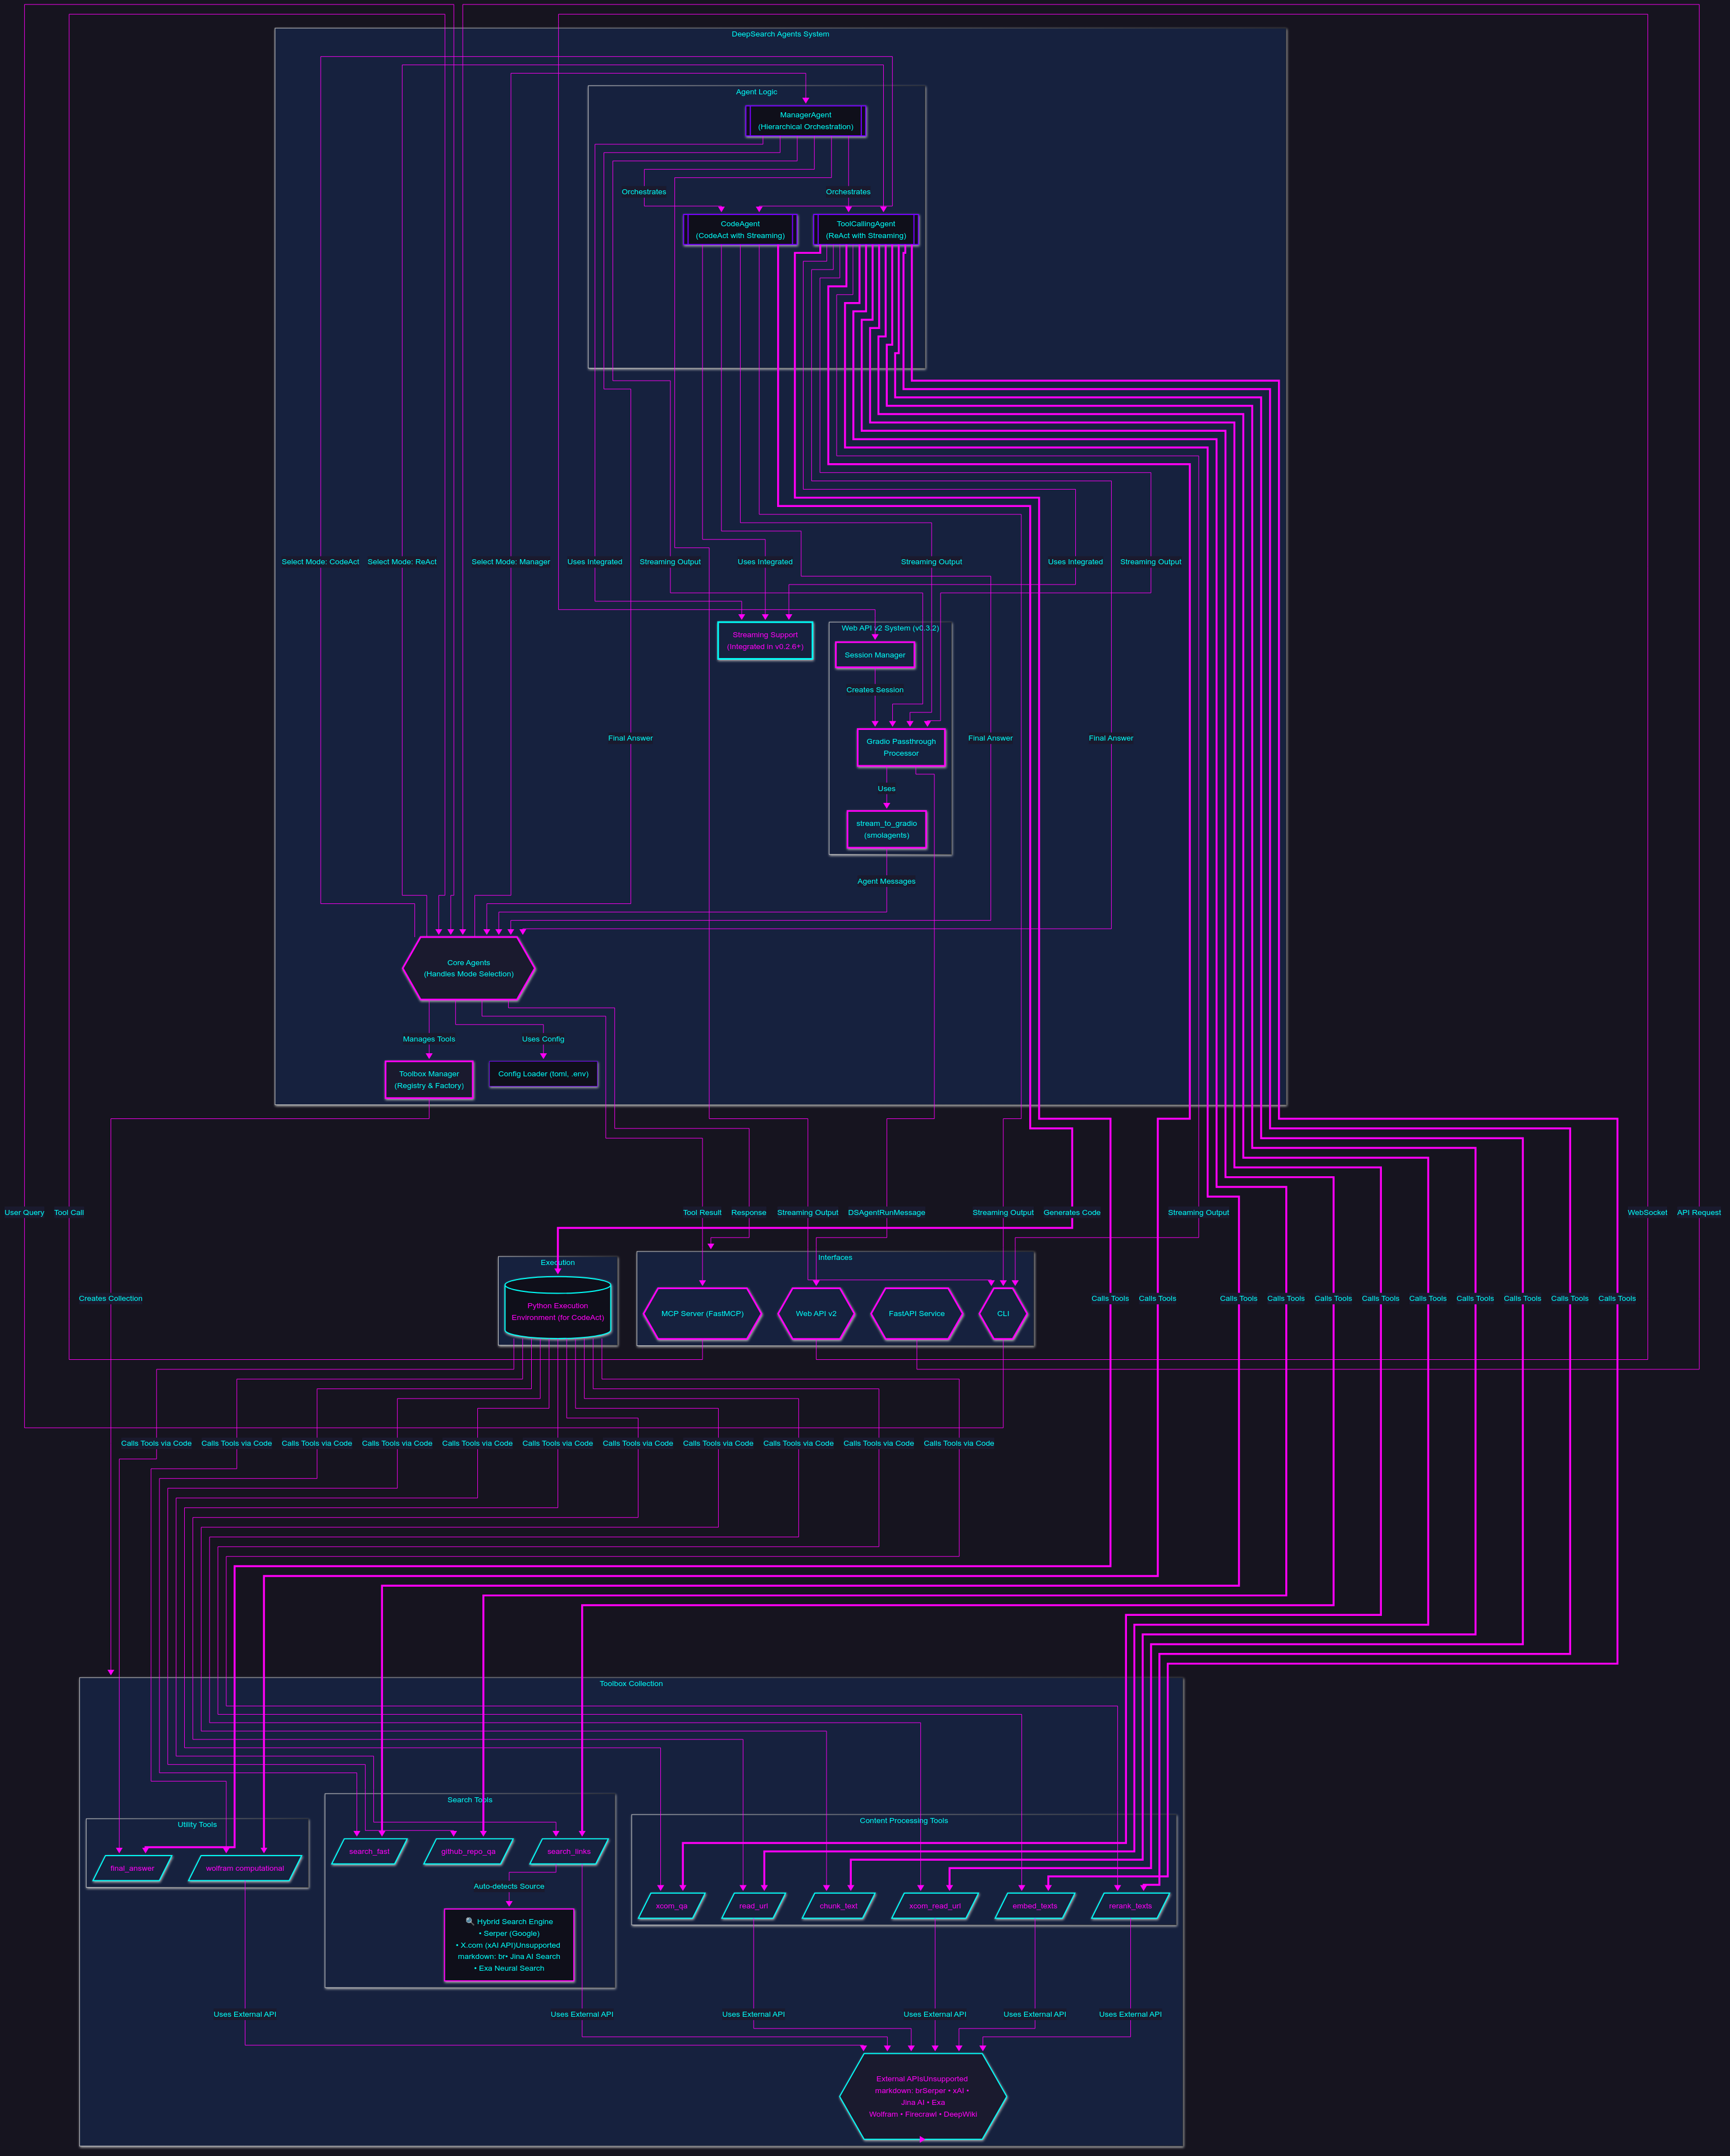 DeepSearch Agents System
Agent Logic
ManagerAgent
(Hierarchical Orchestration)
Orchestrates
Orchestrates
CodeAgent
(CodeAct with Streaming)
ToolCallingAgent
(ReAct with Streaming)
Select Mode: CodeAct
Select Mode: ReAct
Select Mode: Manager
Uses Integrated
Streaming Output
Uses Integrated
Streaming Output
Uses Integrated
Streaming Output
Streaming Support
(Integrated in v0.2.6+)
Web API v2 System (v0.3.2)
Session Manager
Creates Session
Final Answer
Gradio Passthrough
Processor
Final Answer
Final Answer
Uses
stream_to_gradio
(smolagents)
Agent Messages
Core Agents
(Handles Mode Selection)
Manages Tools
Uses Config
Toolbox Manager
(Registry & Factory)
Config Loader (toml, .env)
User Query
Tool Call
Tool Result
Response
Streaming Output
DSAgentRunMessage
Streaming Output
Generates Code
Streaming Output
WebSocket
API Request
Execution
Interfaces
Creates Collection
Python Execution
Environment (for CodeAct)
MCP Server (FastMCP)
Web API v2
FastAPI Service
CLI
Calls Tools
Calls Tools
Calls Tools
Calls Tools
Calls Tools
Calls Tools
Calls Tools
Calls Tools
Calls Tools
Calls Tools
Calls Tools
Calls Tools via Code
Calls Tools via Code
Calls Tools via Code
Calls Tools via Code
Calls Tools via Code
Calls Tools via Code
Calls Tools via Code
Calls Tools via Code
Calls Tools via Code
Calls Tools via Code
Calls Tools via Code
Toolbox Collection
Utility Tools
Search Tools
Content Processing Tools
final_answer
wolfram computational
search_fast
github_repo_qa
search_links
Auto-detects Source
xcom_qa
read_url
chunk_text
xcom_read_url
embed_texts
rerank_texts
🔍 Hybrid Search Engine
• Serper (Google)
• X.com (xAI API)Unsupported
markdown: br• Jina AI Search
• Exa Neural Search
Uses External API
Uses External API
Uses External API
Uses External API
Uses External API
Uses External API
External APIsUnsupported
markdown: brSerper • xAI •
Jina AI • Exa
Wolfram • Firecrawl • DeepWiki